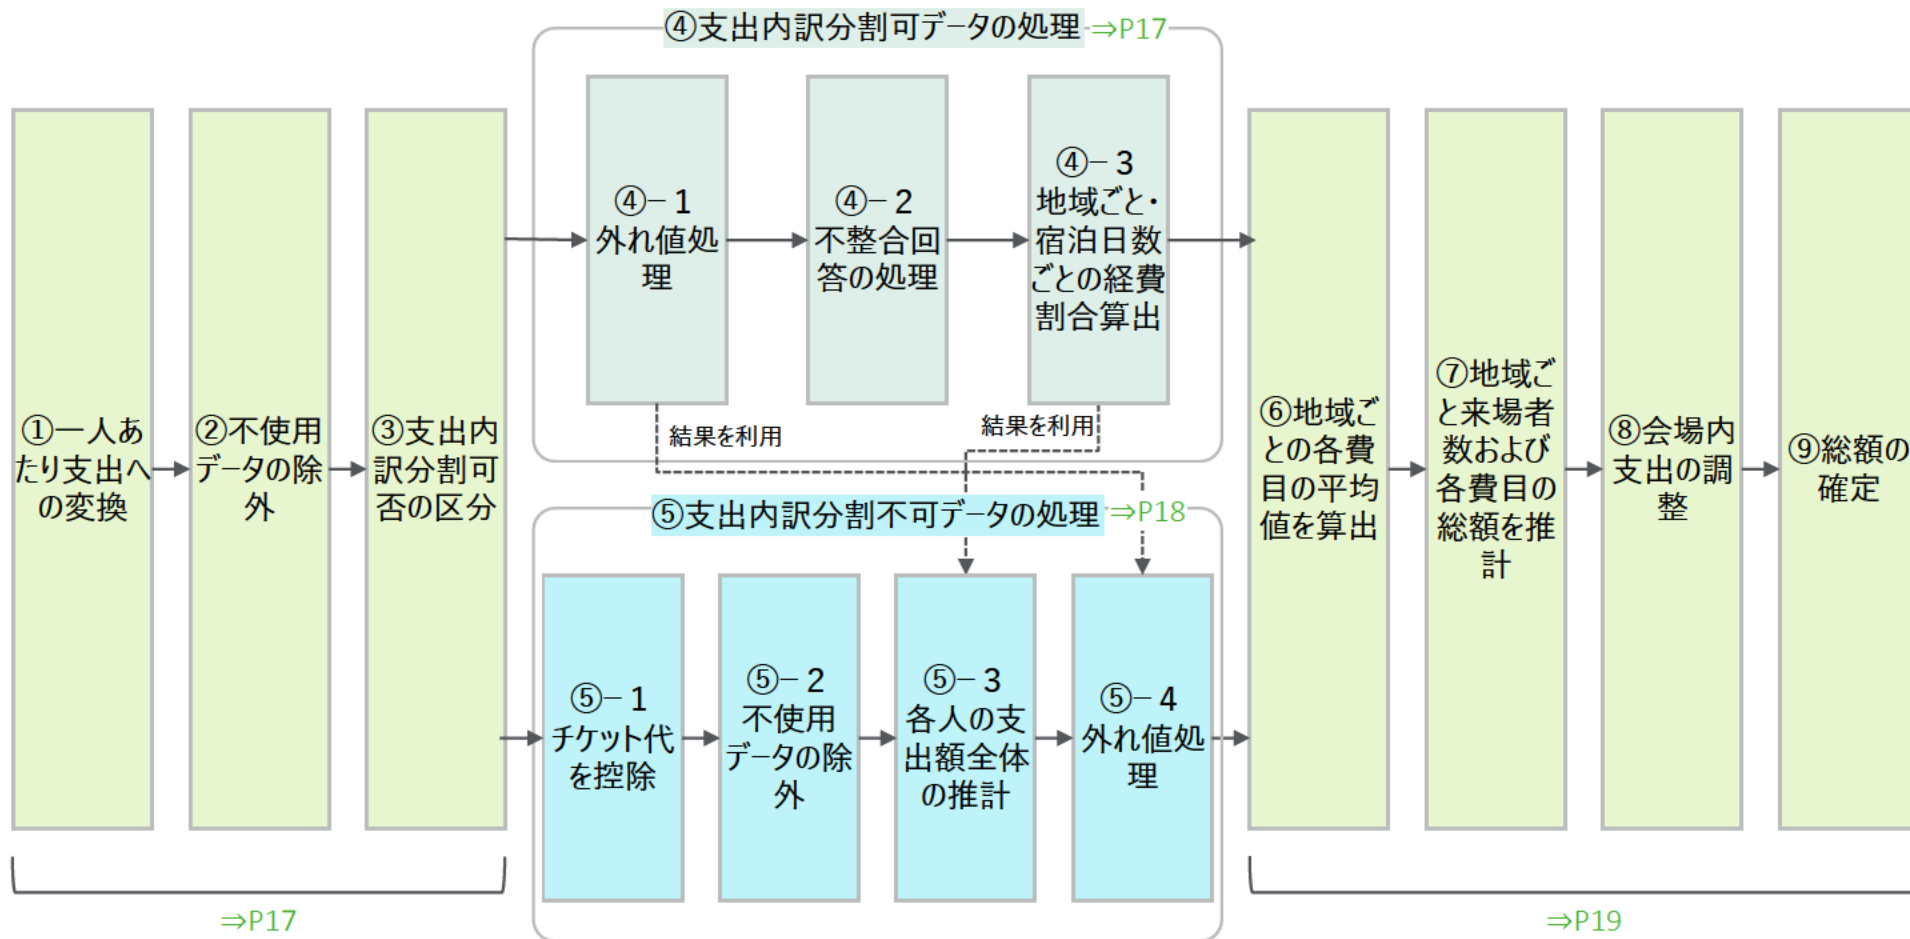 ④支出内訳分割可データの処理 ⇒P17
①一人あ
たり支出へ
の変換
②不使用
データの除
外
③支出内
訳分割可
否の区分
④－1
外れ値処
理
④－2
不整合回
答の処理
④－3
地域ごと・
宿泊日数
ごとの経費
割合算出
結果を利用
結果を利用
⑤支出内訳分割不可データの処理 ⇒P18
⑤－1
チケット代
を控除
⑤－2
不使用
データの除
外
⑤－3
各人の支
出額全体
の推計
⑤－4
外れ値処
理
⑥地域ご
との各費
目の平均
値を算出
⑦地域ご
と来場者
数および
各費目の
総額を推
計
⑧会場内
支出の調
整
⑨総額の
確定
⇒P17
⇒P19